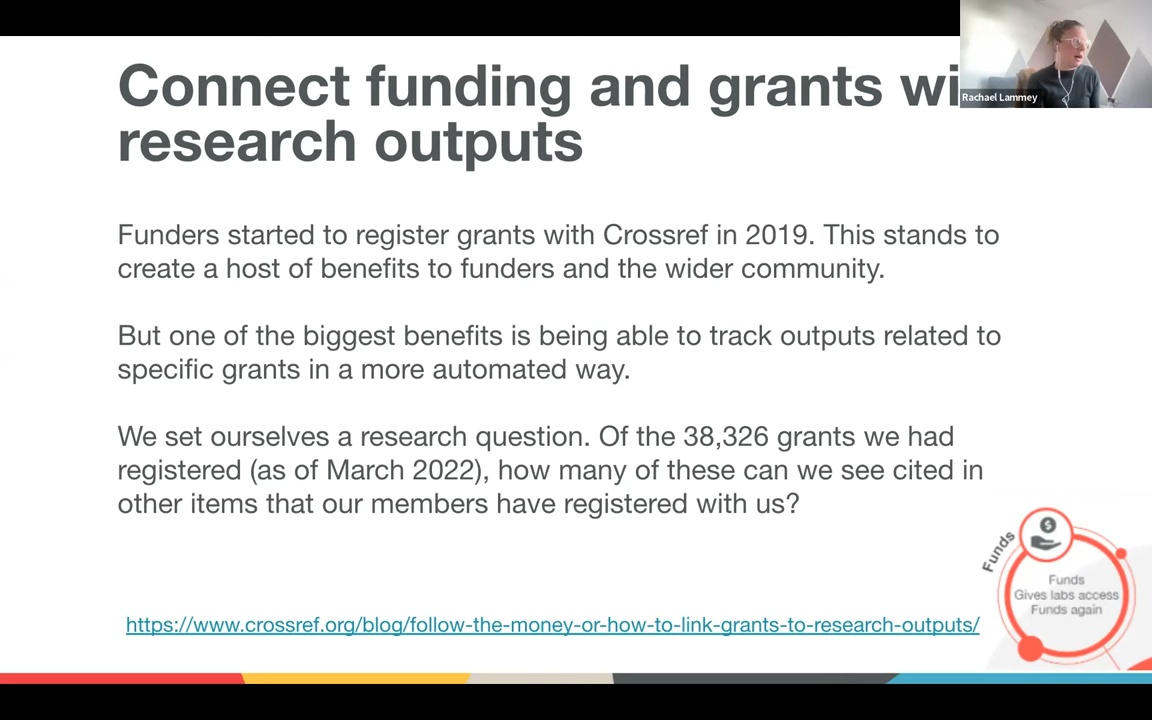 Connect funding and grants wi
research outputs
Rachael Lammey
Funders started to register grants with Crossref in 2019. This stands to
create a host of benefits to funders and the wider community.
But one of the biggest benefits is being able to track outputs related to
specific grants in a more automated way.
We set ourselves a research question. Of the 38,326 grants we had
registered (as of March 2022), how many of these can we see cited in
other items that our members have registered with us?
Funds
$
Funds
Gives labs access
Funds again
https://www.crossref.org/blog/follow-the-money-or-how-to-link-grants-to-research-outputs/